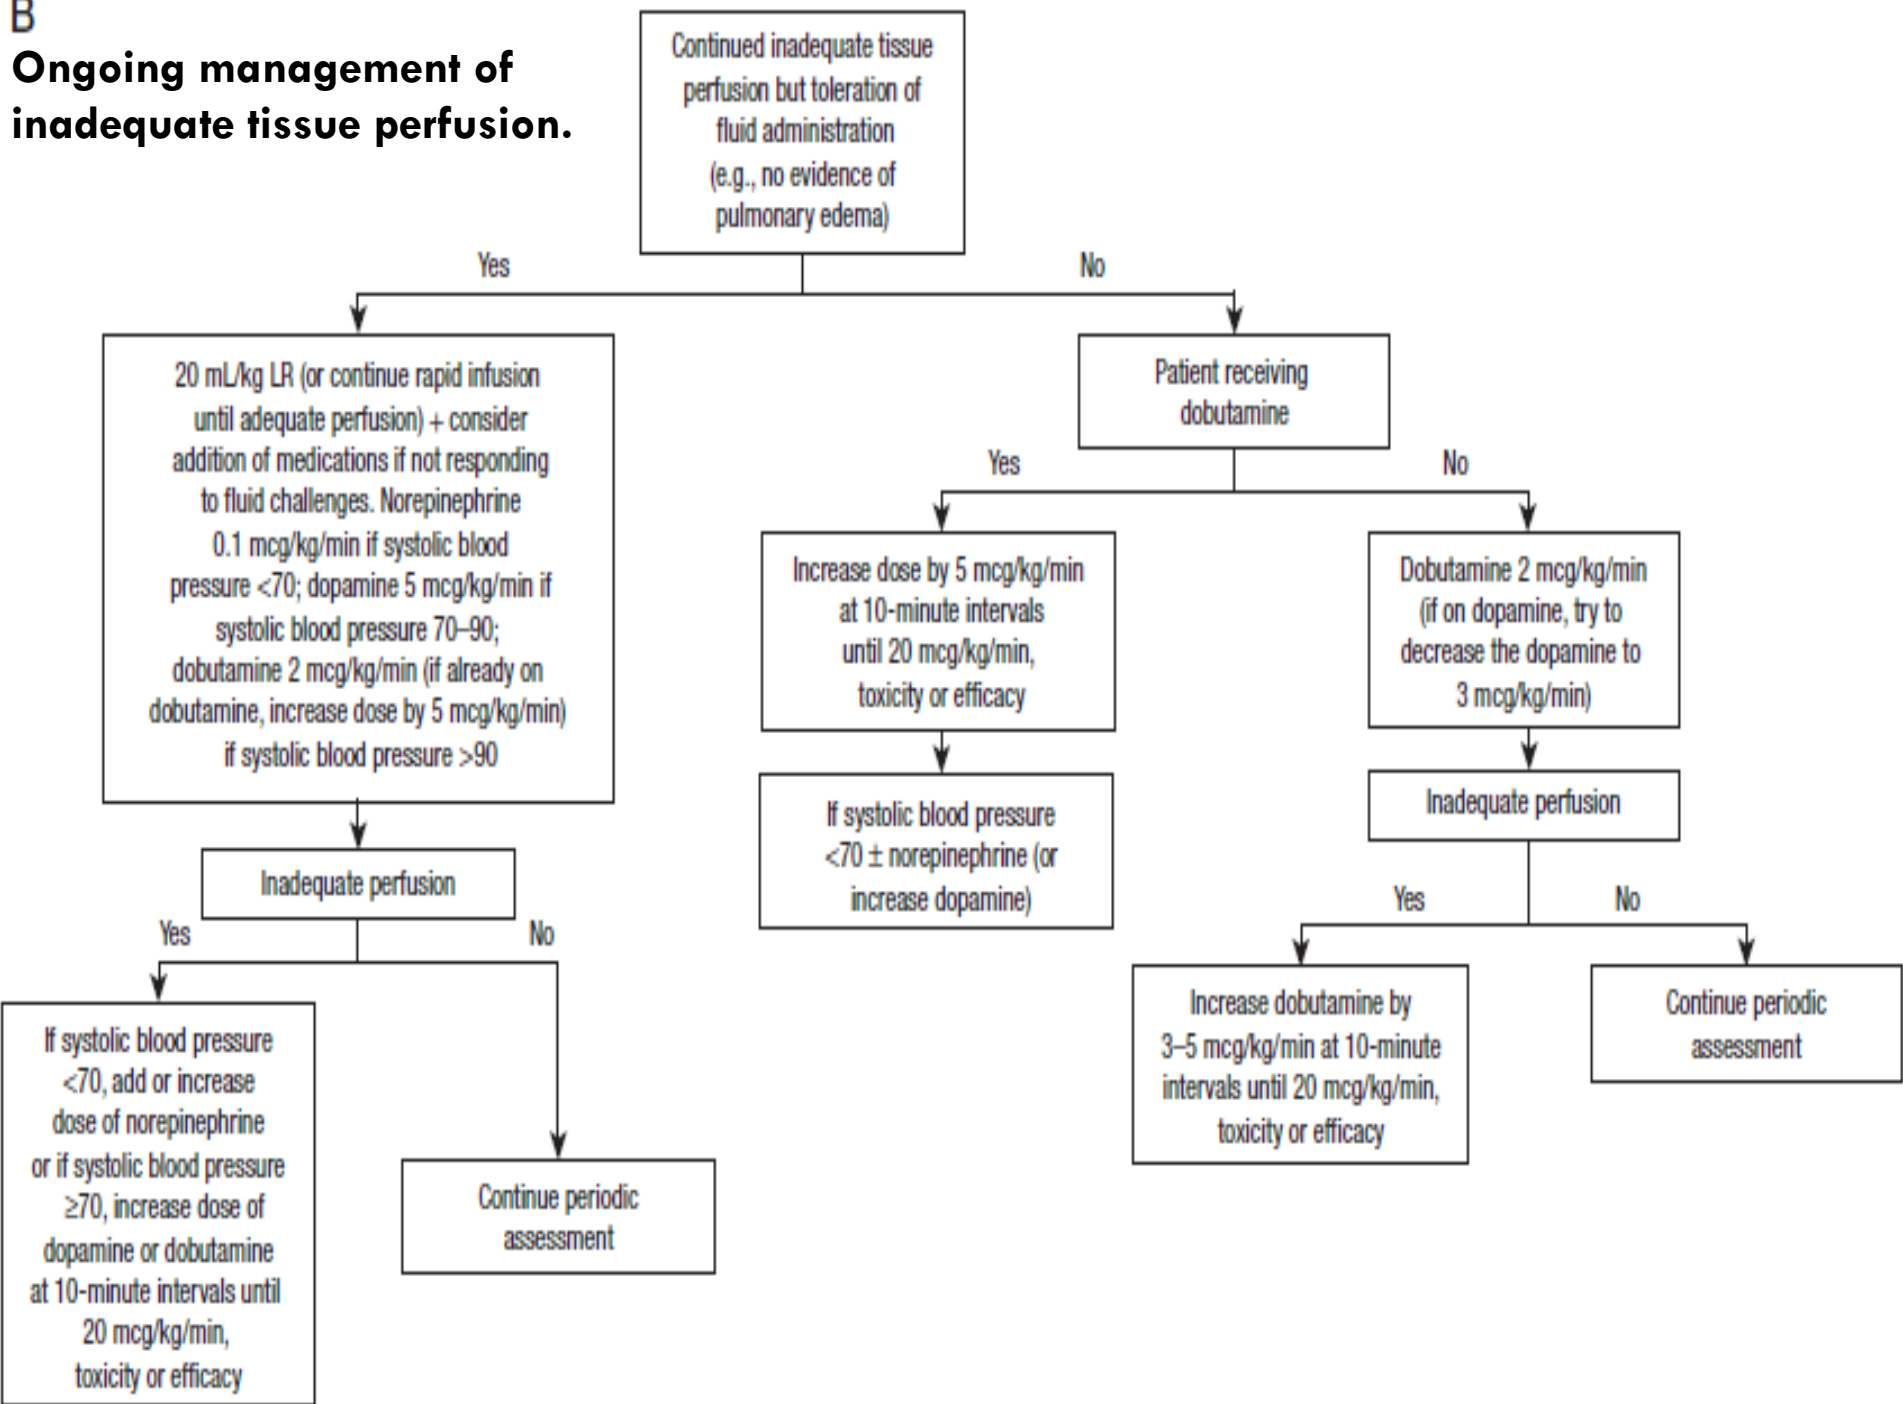 B
Ongoing management of
inadequate tissue perfusion.
Continued inadequate tissue
perfusion but toleration of
fluid administration
(e.g., no evidence of
pulmonary edema)
Yes
No
20 mL/kg LR (or continue rapid infusion
until adequate perfusion) + consider
addition of medications if not responding
to fluid challenges. Norepinephrine
0.1 mcg/kg/min if systolic blood
pressure <70; dopamine 5 mcg/kg/min if
systolic blood pressure 70–90;
dobutamine 2 mcg/kg/min (if already on
dobutamine, increase dose by 5 mcg/kg/min)
if systolic blood pressure >90
Patient receiving
dobutamine
Yes
No
Increase dose by 5 mcg/kg/min
at 10-minute intervals
until 20 mcg/kg/min,
toxicity or efficacy
Dobutamine 2 mcg/kg/min
(if on dopamine, try to
decrease the dopamine to
3 mcg/kg/min)
If systolic blood pressure
<70 ± norepinephrine (or
increase dopamine)
Inadequate perfusion
Inadequate perfusion
Yes
No
Yes
No
If systolic blood pressure
<70, add or increase
dose of norepinephrine
or if systolic blood pressure
≥70, increase dose of
dopamine or dobutamine
at 10-minute intervals until
20 mcg/kg/min,
toxicity or efficacy
Continue periodic
assessment
Increase dobutamine by
3–5 mcg/kg/min at 10-minute
intervals until 20 mcg/kg/min,
toxicity or efficacy
Continue periodic
assessment